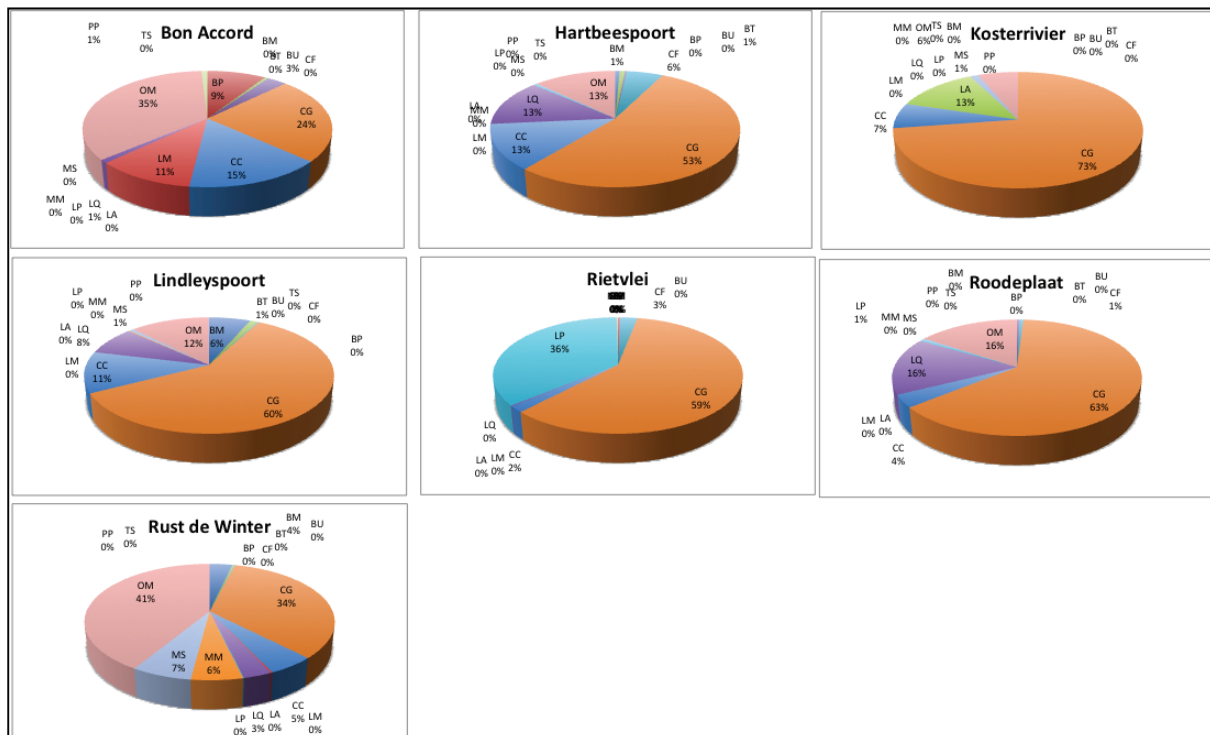 Bon Accord
PP
1%
TS
0%
BM
0%
BT
0%
BU
3%
CF
0%
BP
9%
OM
35%
CG
24%
LM
11%
CC
15%
MS
0%
MM
0%
LP
0%
LQ
1%
LA
0%
Hartbeespoort
PP
0%
TS
0%
LP
0%
MS
0%
BM
1%
BP
0%
BU
0%
BT
1%
CF
6%
OM
13%
LQ
13%
LA
0%
MM
0%
LM
0%
CC
13%
CG
53%
Kosterrivier
MM
0%
OM
6%
TS
0%
BM
0%
BP
0%
BU
0%
BT
0%
CF
0%
LQ
0%
LP
0%
MS
1%
PP
0%
LM
0%
LA
13%
CC
7%
CG
73%
Lindleyspoort
LP
0%
MM
0%
PP
0%
MS
1%
BT
1%
BU
0%
TS
0%
CF
0%
BP
0%
LA
0%
LQ
8%
OM
12%
BM
6%
LM
0%
CC
11%
CG
60%
Rietvlei
CF
3%
BU
0%
LP
36%
CG
59%
LQ
0%
LA
0%
LM
0%
CC
2%
Roodeplaat
LP
1%
MM
0%
MS
0%
PP
0%
TS
0%
BM
0%
BP
0%
BT
0%
BU
0%
CF
1%
OM
16%
LQ
16%
CG
63%
LM
0%
LA
0%
CC
4%
Rust de Winter
PP
0%
TS
0%
BP
0%
CF
0%
BT
0%
BM
4%
BU
0%
OM
41%
CG
34%
MS
7%
MM
6%
LP
0%
LQ
3%
LA
0%
CC
5%
LM
0%